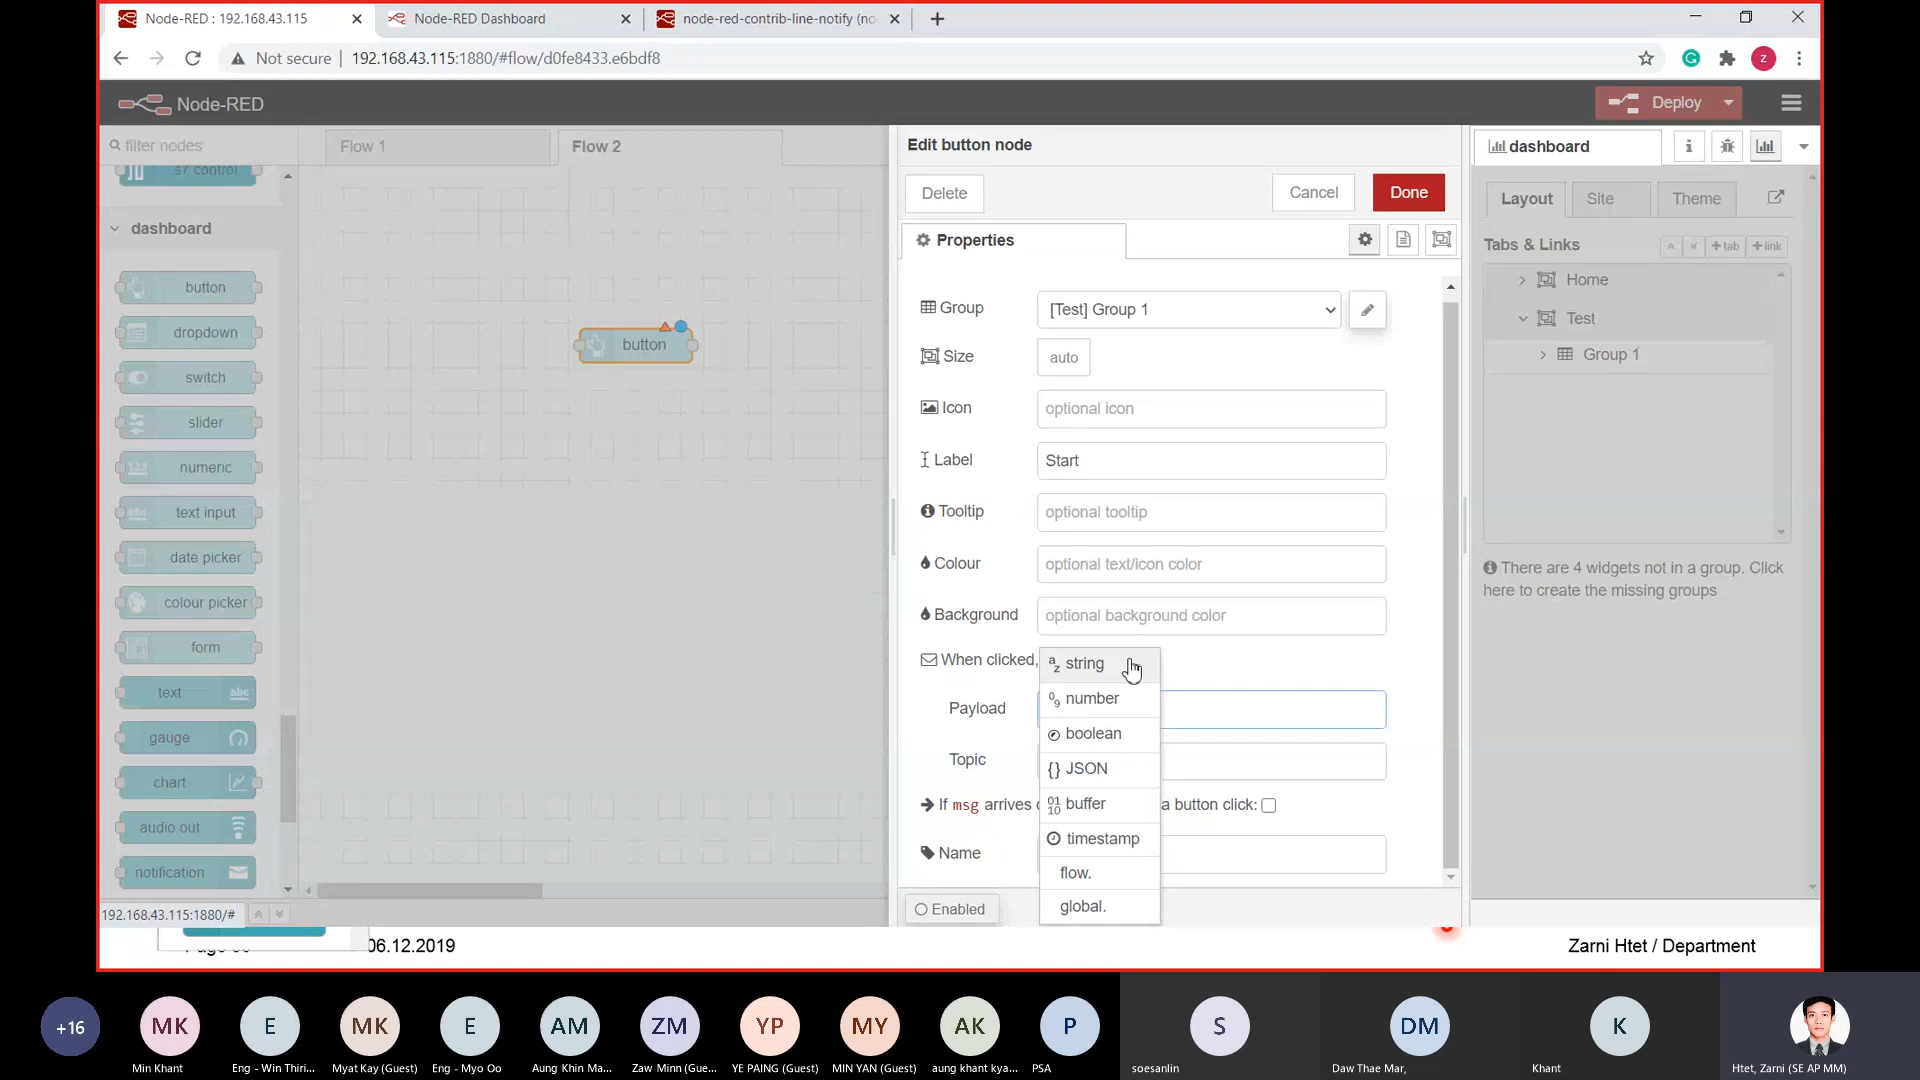 Node-RED : 192.168.43.115
Node-RED Dashboard
node-red-contrib-line-notify (no
Not secure
192.168.43.115:1880/#flow/d0fe8433.e6bdf8
Z
Node-RED
Deploy
filter nodes
Flow 1
Flow 2
Edit button node
dashboard
s7 control
Delete
Cancel
Done
Layout
Site
Theme
dashboard
Properties
Tabs & Links
tab
link
button
Group
[Test] Group 1
Home
dropdown
button
Size
auto
Test
Group 1
switch
Icon
optional icon
slider
Label
Start
numeric
text input
Tooltip
optional tooltip
date picker
Colour
optional text/icon color
There are 4 widgets not in a group. Click
here to create the missing groups
colour picker
Background
optional background color
form
When clicked,
string
text
abc
Payload
number
gauge
boolean
Topic
JSON
chart
If msg arrives
buffer
a button click:
audio out
timestamp
Name
notification
flow.
global.
Enabled
192.168.43.115:1880/#
06.12.2019
Zarni Htet / Department
+16
MK
E
MK
E
AM
ZM
YP
MY
AK
P
S
DM
K
Min Khant
Eng - Win Thiri...
Myat Kay (Guest)
Eng - Myo Oo
Aung Khin Ma...
Zaw Minn (Gue...
YE PAING (Guest)
MIN YAN (Guest)
aung khant kya...
PSA
soesanlin
Daw Thae Mar,
Khant
Htet, Zarni (SE AP MM)